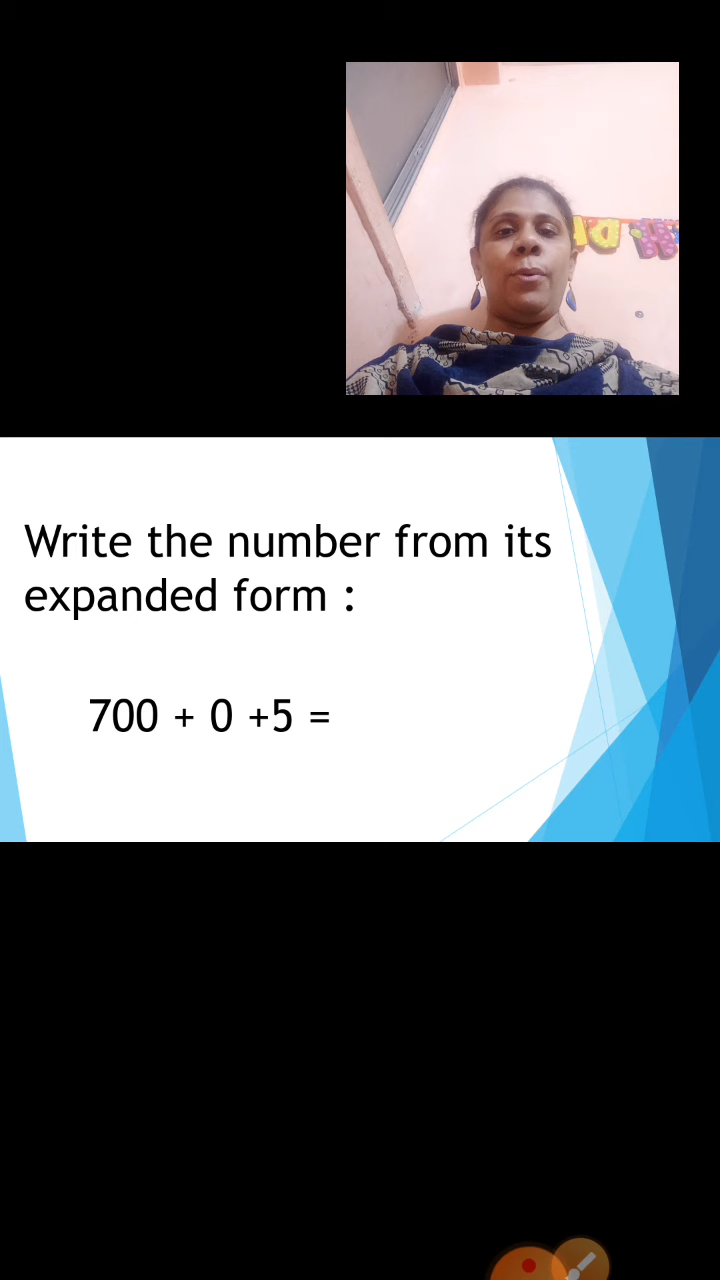 Write the number from its
expanded form :
700 + 0 +5 =